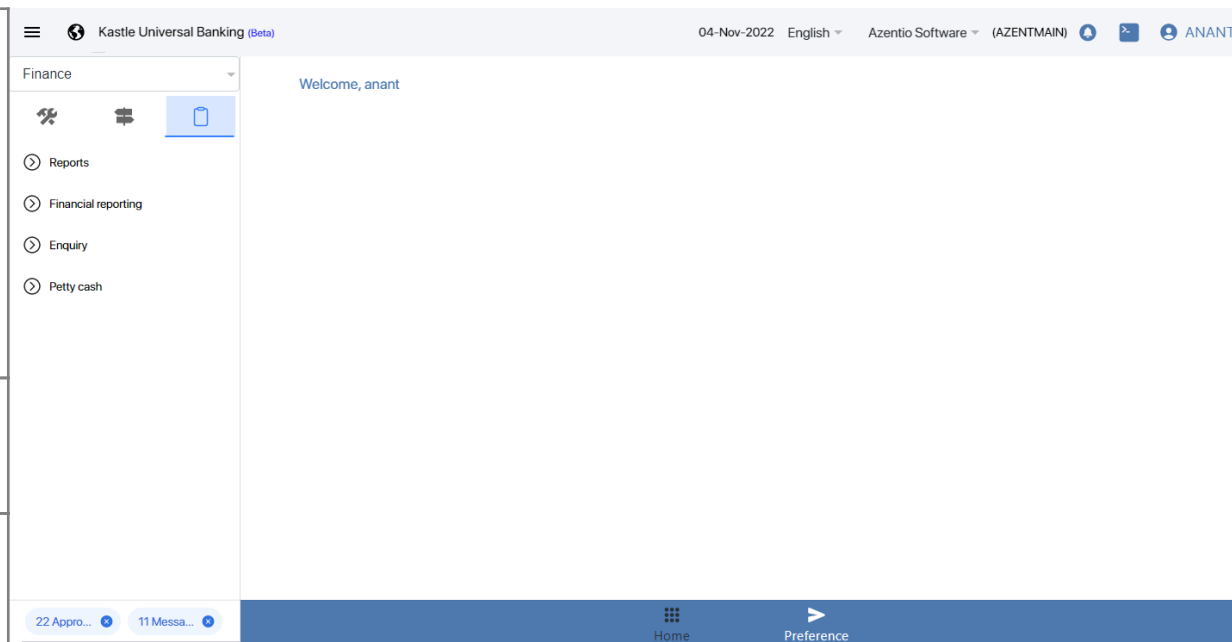 Kastle Universal Banking (Beta) 04-Nov-2022 English Azentio Software (AZENTMAIN) >_ ANANT
Finance
Welcome, anant
Reports
Financial reporting
Enquiry
Petty cash
22 Appro... 11 Messa...
Home Preference